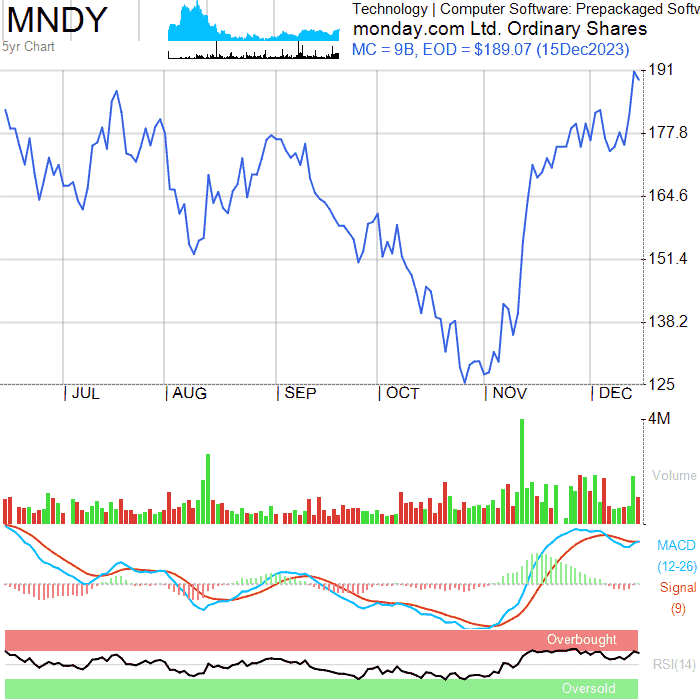 MNDY
5yr Chart
Technology | Computer Software: Prepackaged Softw
monday.com Ltd. Ordinary Shares
MC = 9B, EOD = $189.07 (15Dec2023)
191
177.8
164.6
151.4
138.2
125
JUL
AUG
SEP
OCT
NOV
DEC
4M
Volume
MACD
(12-26)
Signal
(9)
Overbought
RSI(14)
Oversold